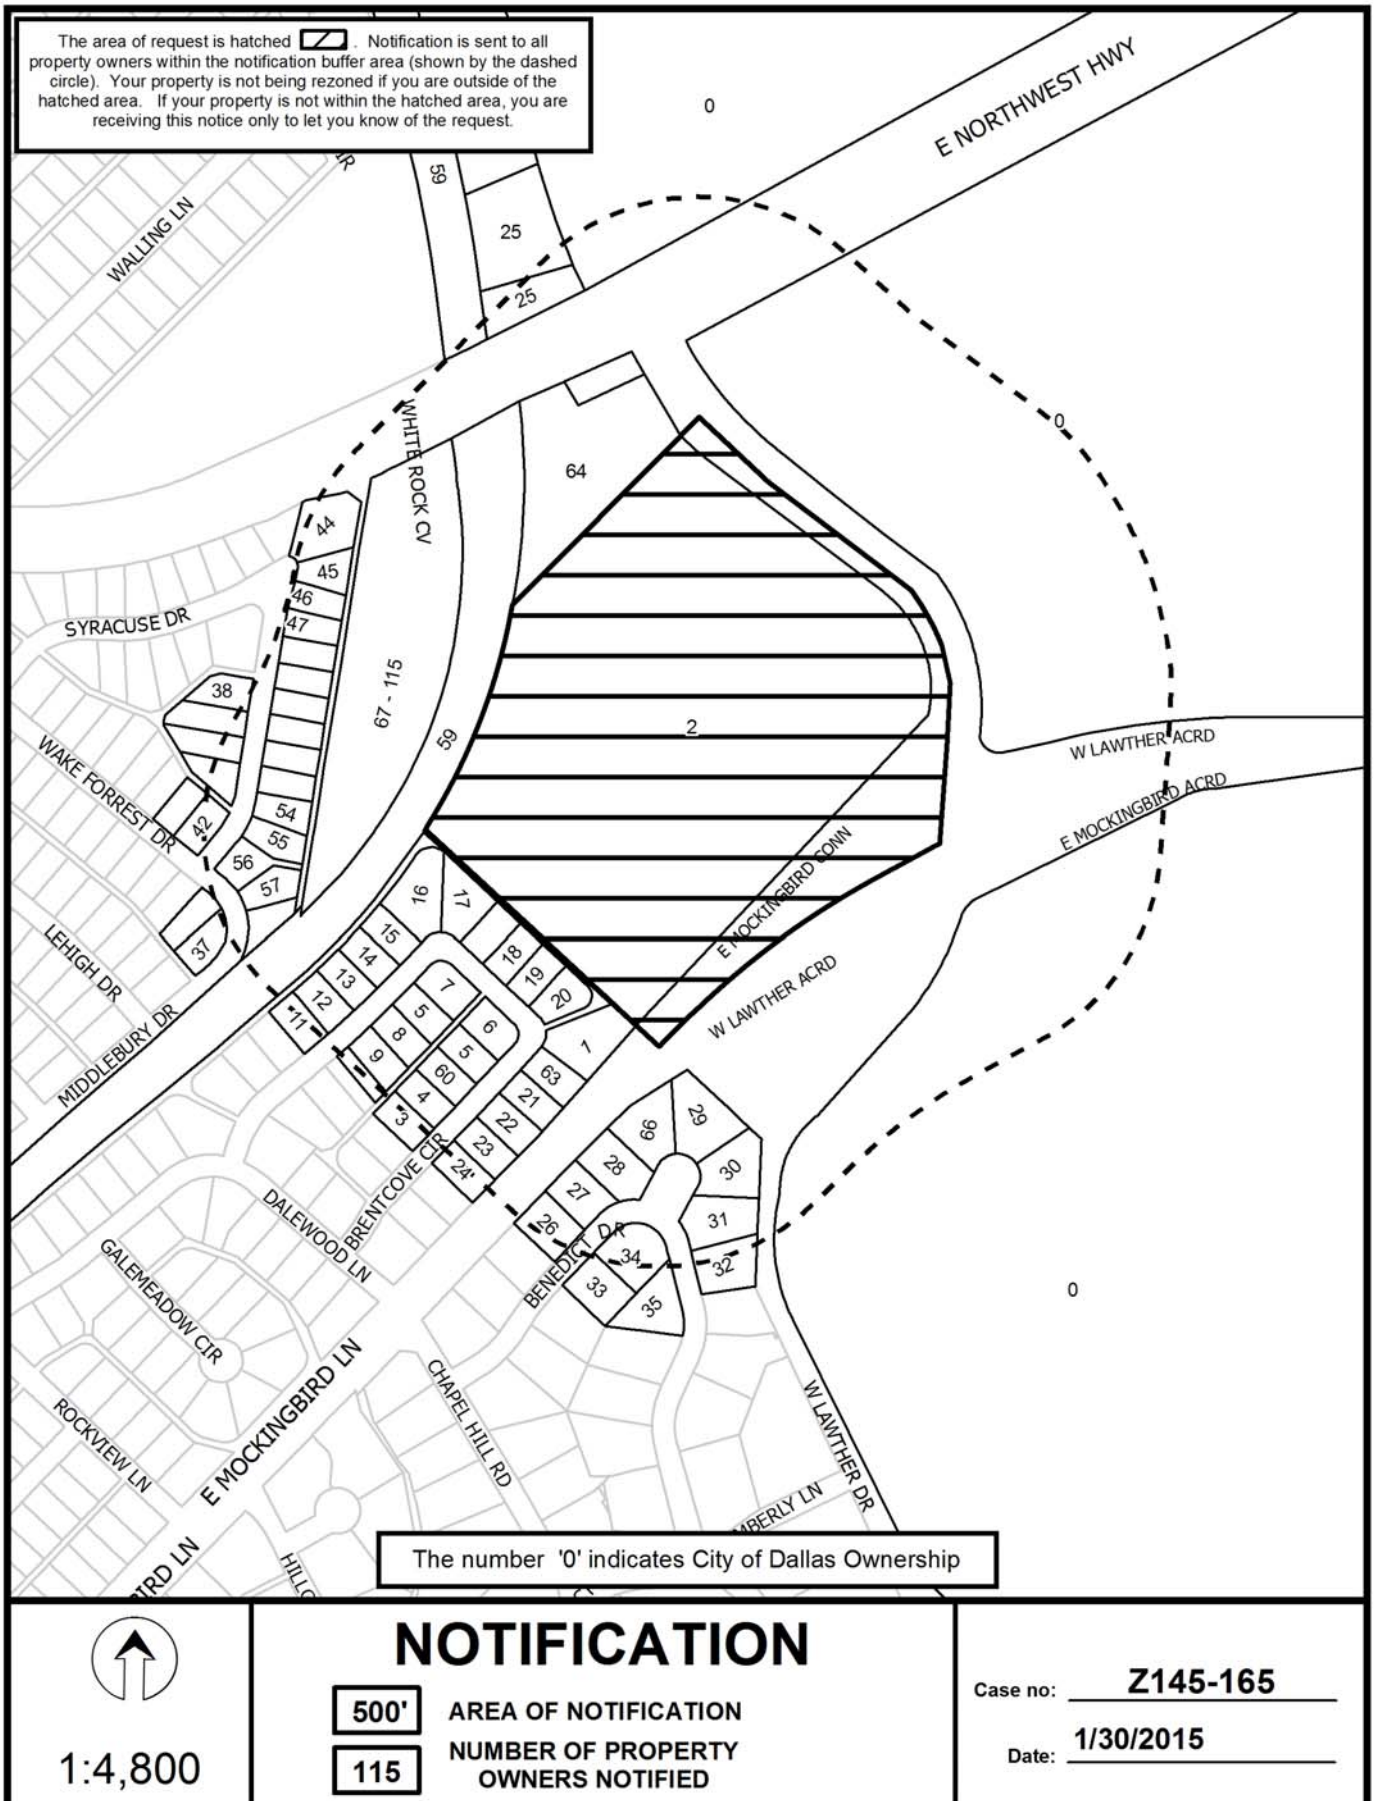 The area of request is hatched . Notification is sent to all
property owners within the notification buffer area (shown by the dashed
circle). Your property is not being rezoned if you are outside of the
hatched area. If your property is not within the hatched area, you are
receiving this notice only to let you know of the request.
0
E NORTHWEST HWY
59
25
WALLING LN
25
0
WHITE ROCK CV
64
44
45
46
47
SYRACUSE DR
67 - 115
38
59
2
W LAWTHER ACRD
WAKE FORREST DR
E MOCKINGBIRD ACRD
54
42
55
56
57
E MOCKINGBIRD CONN
16
17
37
15
14
13
12
11
18
19
20
LEHIGH DR
W LAWTHER ACRD
7
5
8
9
6
5
60
4
3
1
63
21
22
23
24
MIDDLEBURY DR
66
29
28
30
27
31
26
BENEDICT DR
34
32
33
35
BRENTCOVE CIR
DALEWOOD LN
GALEMEADOW CIR
0
E MOCKINGBIRD LN
CHAPEL HILL RD
ROCKVIEW LN
W LAWTHER DR
MBERLY LN
BIRD LN
The number '0' indicates City of Dallas Ownership
NOTIFICATION
500' AREA OF NOTIFICATION
115 NUMBER OF PROPERTY
OWNERS NOTIFIED
1:4,800
Case no: Z145-165
Date: 1/30/2015